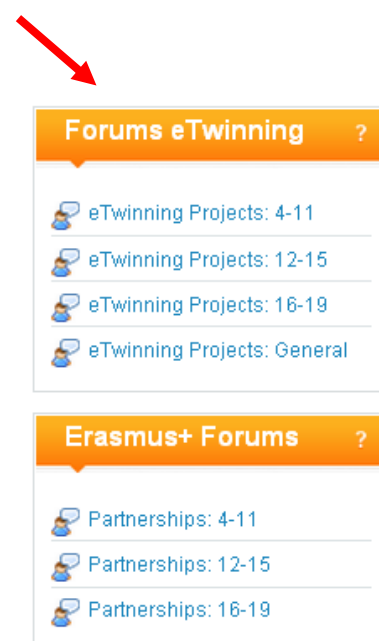 Forums eTwinning ?
eTwinning Projects: 4-11
eTwinning Projects: 12-15
eTwinning Projects: 16-19
eTwinning Projects: General
Erasmus+ Forums ?
Partnerships: 4-11
Partnerships: 12-15
Partnerships: 16-19